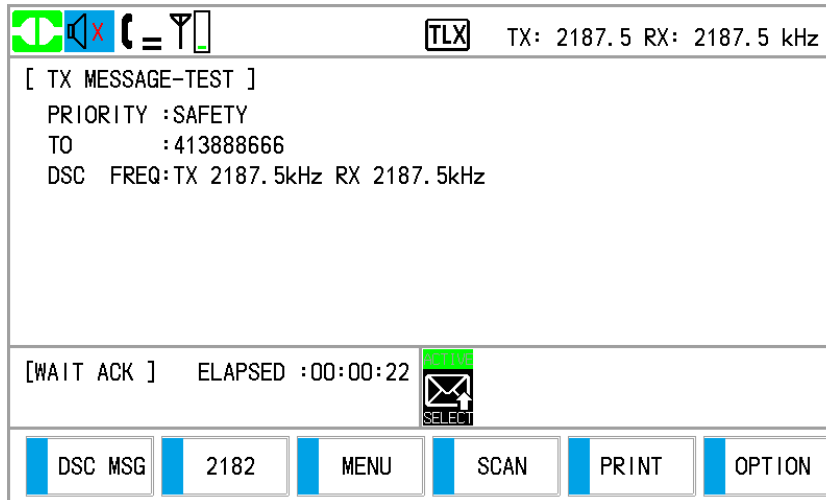 TLX TX: 2187.5 RX: 2187.5 kHz
[ TX MESSAGE-TEST ]
PRIORITY :SAFETY
TO :413888666
DSC FREQ:TX 2187.5kHz RX 2187.5kHz
[WAIT ACK ] ELAPSED :00:00:22
ACTIVE
SELECT
DSC MSG 2182 MENU SCAN PRINT OPTION